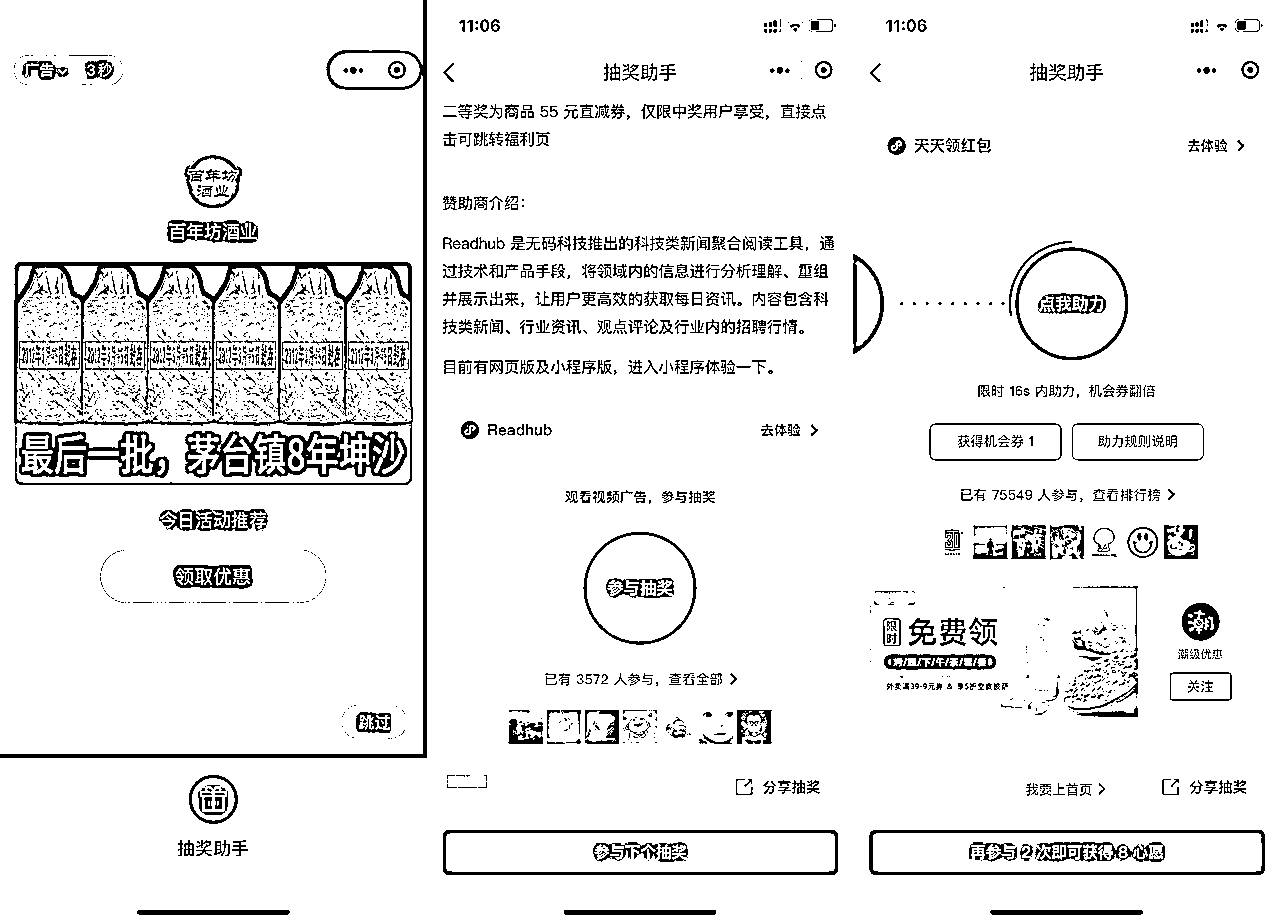 广告 3秒
百年坊
酒业
百年坊酒业
最后一批，茅台镇8年坤沙
今日活动推荐
领取优惠
跳过
抽奖助手
11:06
抽奖助手
二等奖为商品 55 元直减券，仅限中奖用户享受，直接点
击可跳转福利页
赞助商介绍：
Readhub 是无码科技推出的科技类新闻聚合阅读工具，通
过技术和产品手段，将领域内的信息进行分析理解、重组
并展示出来，让用户更高效的获取每日资讯。内容包含科
技类新闻、行业资讯、观点评论及行业内的招聘行情。
目前有网页版及小程序版，进入小程序体验一下。
Readhub 去体验
观看视频广告，参与抽奖
参与抽奖
已有 3572 人参与，查看全部
分享抽奖
参与下个抽奖
11:06
抽奖助手
天天领红包 去体验
点我助力
限时 16s 内助力，机会券翻倍
获得机会券 1 助力规则说明
已有 75549 人参与，查看排行榜
限时 免费领
潮
潮级优惠
关注
我要上首页 分享抽奖
再参与 2 次即可获得 8 心愿